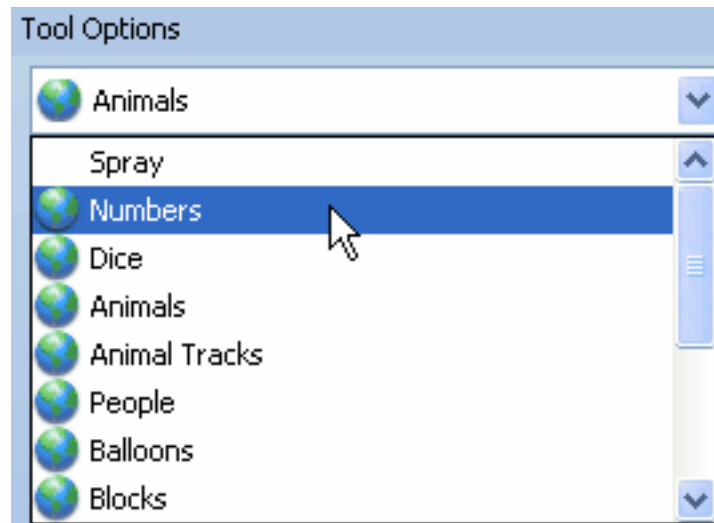 Tool Options
Animals
Spray
Numbers
Dice
Animals
Animal Tracks
People
Balloons
Blocks